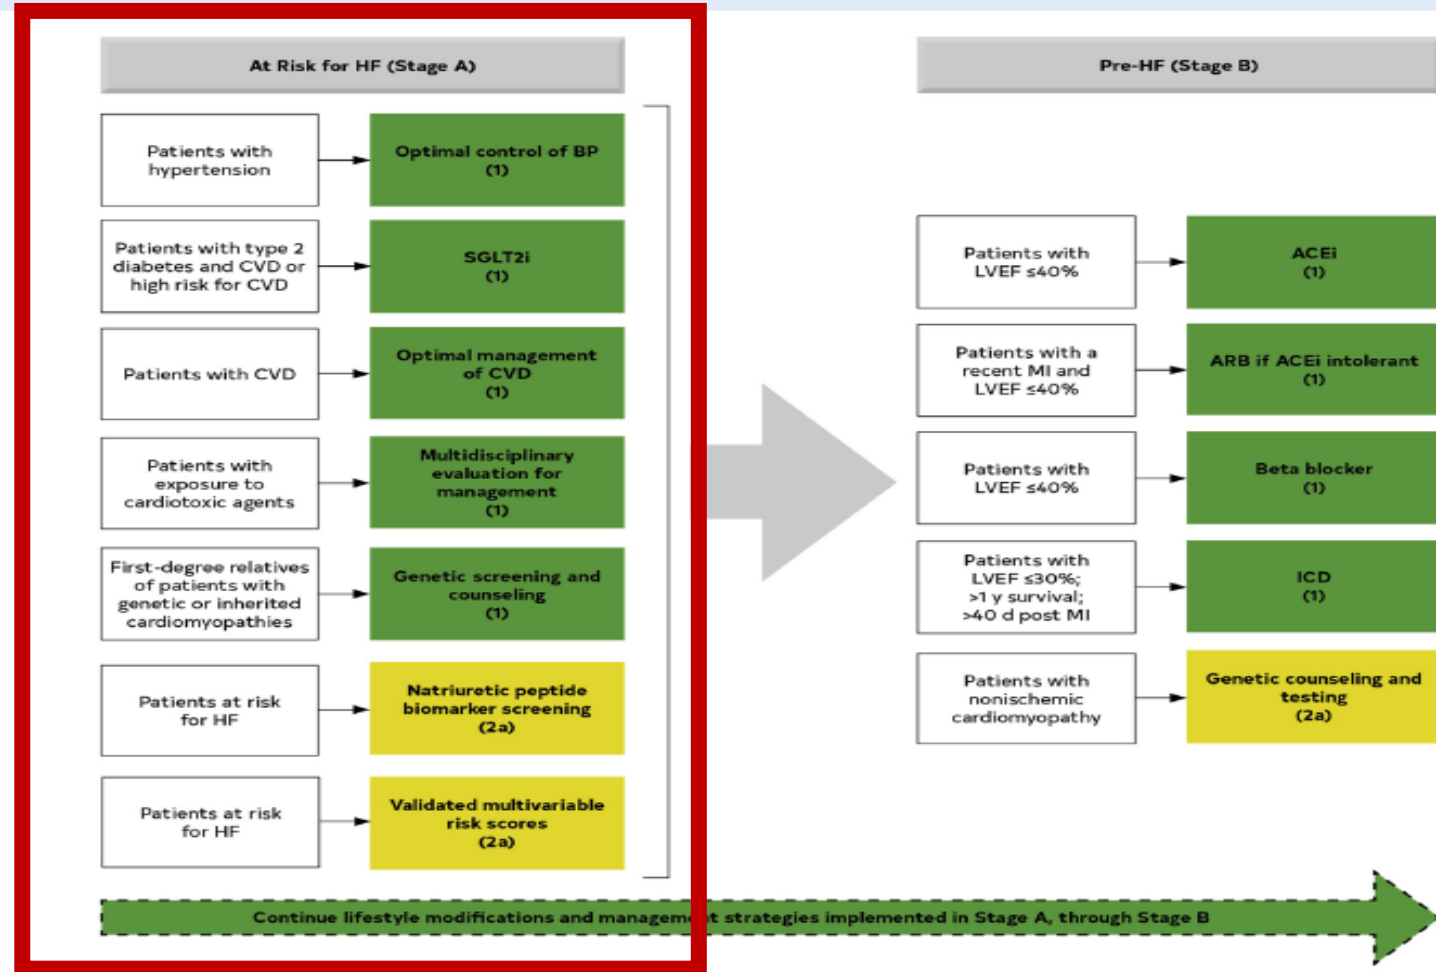 At Risk for HF (Stage A)
Patients with
hypertension
Optimal control of BP
(1)
Patients with type 2
diabetes and CVD or
high risk for CVD
SGLT2i
(1)
Patients with CVD
Optimal management
of CVD
(1)
Patients with
exposure to
cardiotoxic agents
Multidisciplinary
evaluation for
management
(1)
First-degree relatives
of patients with
genetic or inherited
cardiomyopathies
Genetic screening and
counseling
(1)
Patients at risk
for HF
Natriuretic peptide
biomarker screening
(2a)
Patients at risk
for HF
Validated multivariable
risk scores
(2a)
Pre-HF (Stage B)
Patients with
LVEF ≤40%
ACEi
(1)
Patients with a
recent MI and
LVEF ≤40%
ARB if ACEi intolerant
(1)
Patients with
LVEF ≤40%
Beta blocker
(1)
Patients with
LVEF ≤30%;
>1 y survival;
>40 d post MI
ICD
(1)
Patients with
nonischemic
cardiomyopathy
Genetic counseling and
testing
(2a)
Continue lifestyle modifications and management strategies implemented in Stage A, through Stage B